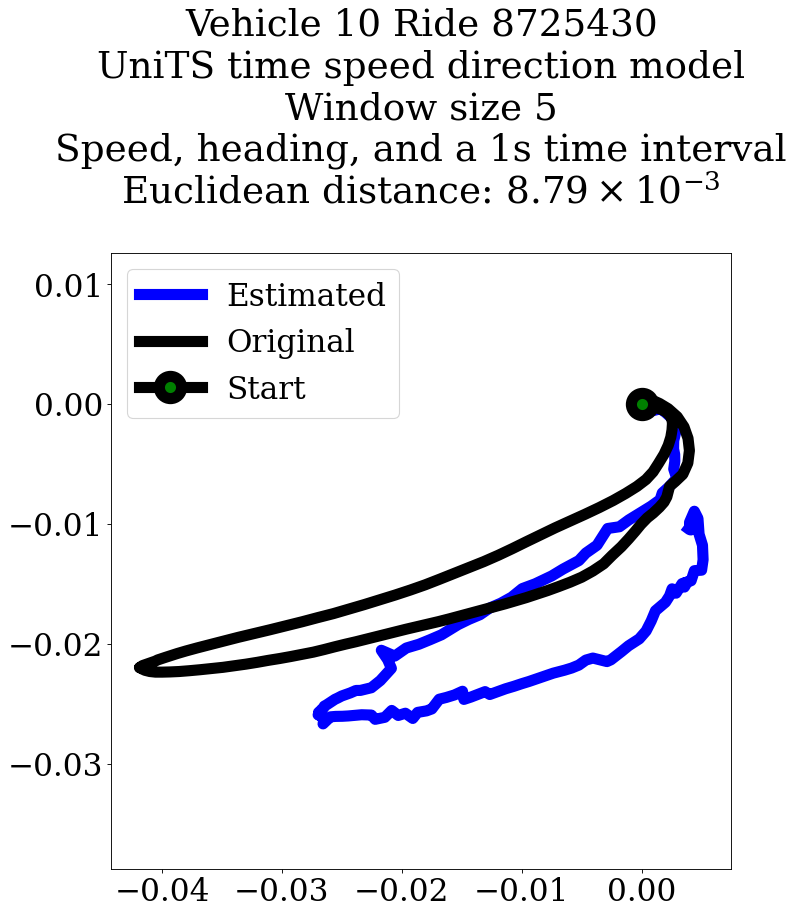 Vehicle 10 Ride 8725430
UniTS time speed direction model
Window size 5
Speed, heading, and a 1s time interval
Euclidean distance: 8.79 × 10⁻³
Estimated
Original
Start
0.01
0.00
−0.01
−0.02
−0.03
−0.04 −0.03 −0.02 −0.01 0.00